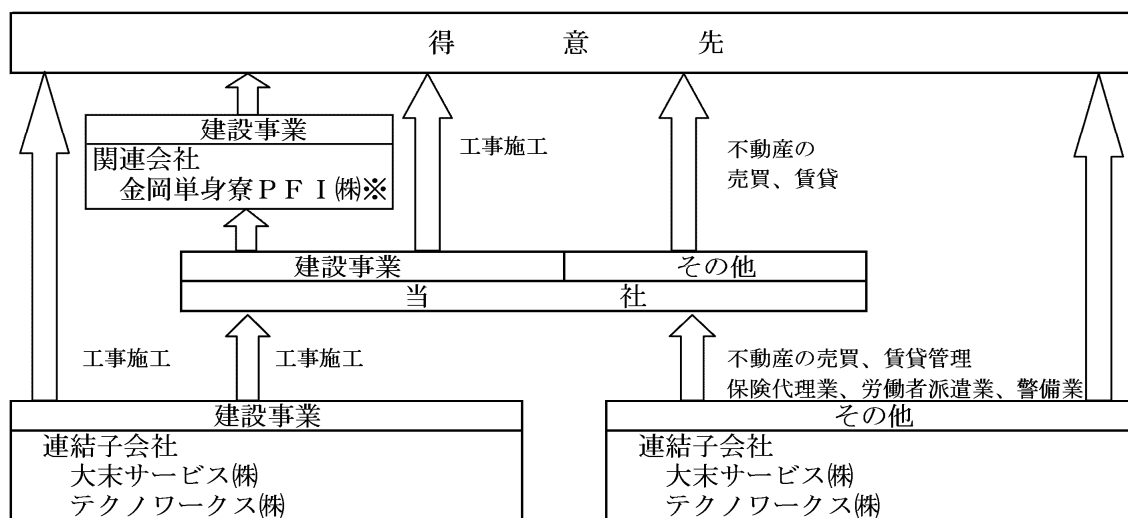 得意先
建設事業
関連会社
金岡単身寮PFI㈱※
工事施工
不動産の
売買、賃貸
建設事業
その他
当社
工事施工
工事施工
不動産の売買、賃貸管理
保険代理業、労働者派遣業、警備業
建設事業
連結子会社
大末サービス㈱
テクノワークス㈱
その他
連結子会社
大末サービス㈱
テクノワークス㈱